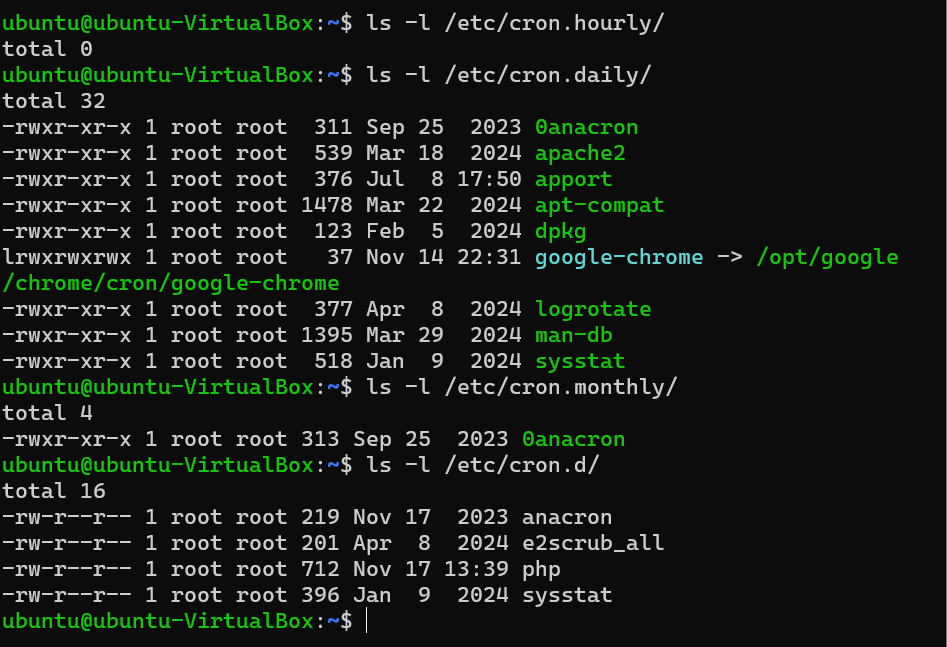 ubuntu@ubuntu-VirtualBox:~$ ls -l /etc/cron.hourly/
total 0
ubuntu@ubuntu-VirtualBox:~$ ls -l /etc/cron.daily/
total 32
-rwxr-xr-x 1 root root  311 Sep 25  2023 0anacron
-rwxr-xr-x 1 root root  539 Mar 18  2024 apache2
-rwxr-xr-x 1 root root  376 Jul  8 17:50 apport
-rwxr-xr-x 1 root root 1478 Mar 22  2024 apt-compat
-rwxr-xr-x 1 root root  123 Feb  5  2024 dpkg
lrwxrwxrwx 1 root root   37 Nov 14 22:31 google-chrome -> /opt/google
/chrome/cron/google-chrome
-rwxr-xr-x 1 root root  377 Apr  8  2024 logrotate
-rwxr-xr-x 1 root root 1395 Mar 29  2024 man-db
-rwxr-xr-x 1 root root  518 Jan  9  2024 sysstat
ubuntu@ubuntu-VirtualBox:~$ ls -l /etc/cron.monthly/
total 4
-rwxr-xr-x 1 root root 313 Sep 25  2023 0anacron
ubuntu@ubuntu-VirtualBox:~$ ls -l /etc/cron.d/
total 16
-rw-r--r-- 1 root root 219 Nov 17  2023 anacron
-rw-r--r-- 1 root root 201 Apr  8  2024 e2scrub_all
-rw-r--r-- 1 root root 712 Nov 17 13:39 php
-rw-r--r-- 1 root root 396 Jan  9  2024 sysstat
ubuntu@ubuntu-VirtualBox:~$